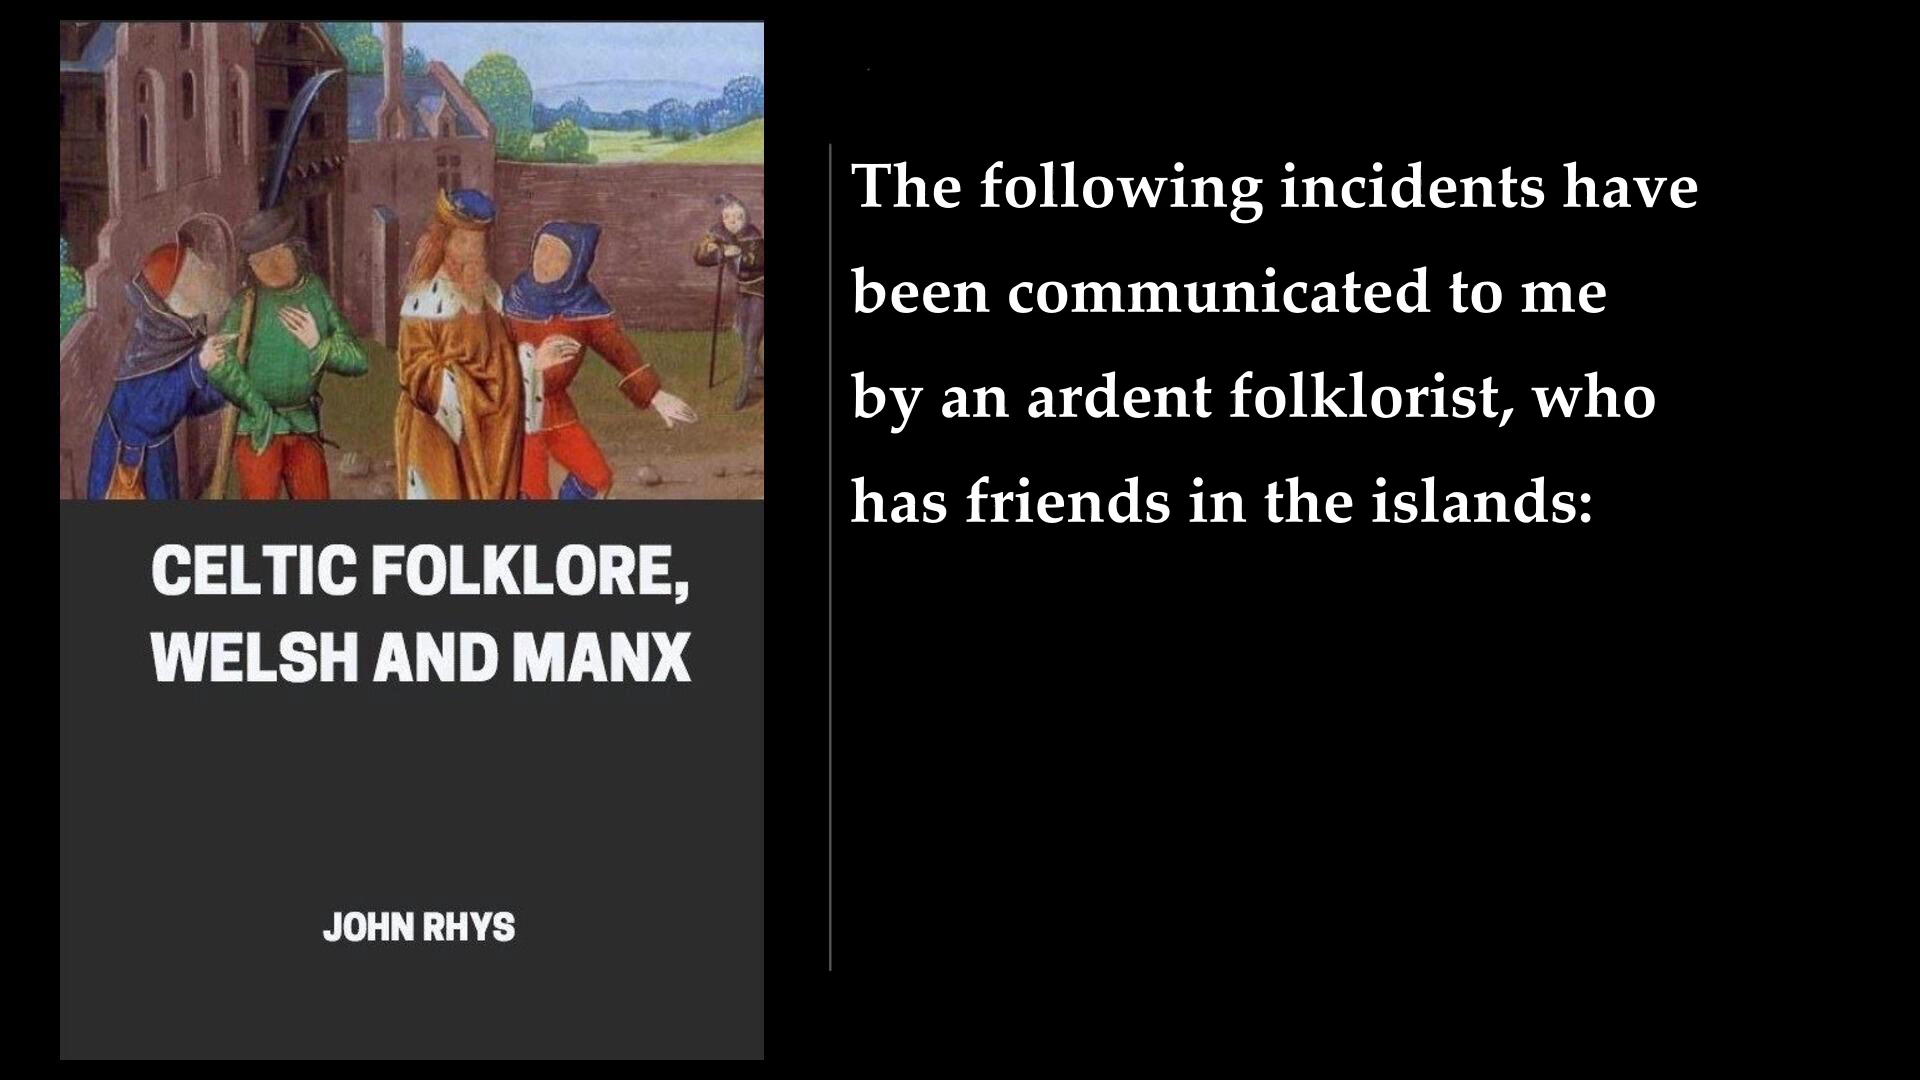 CELTIC FOLKLORE,
WELSH AND MANX
JOHN RHYS
The following incidents have
been communicated to me
by an ardent folklorist, who
has friends in the islands: